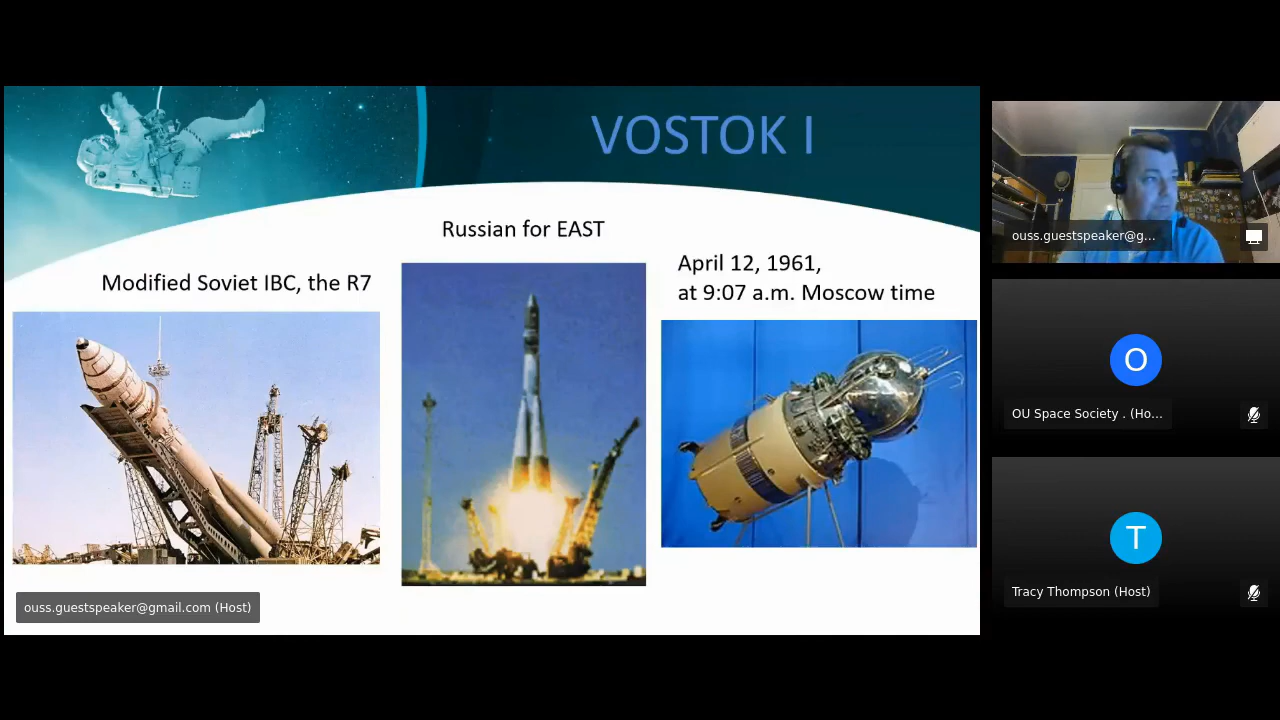 VOSTOK I
Russian for EAST
Modified Soviet IBC, the R7
April 12, 1961,
at 9:07 a.m. Moscow time
ouss.guestspeaker@gmail.com (Host)
ouss.guestspeaker@g...
O
OU Space Society . (Ho...
T
Tracy Thompson (Host)